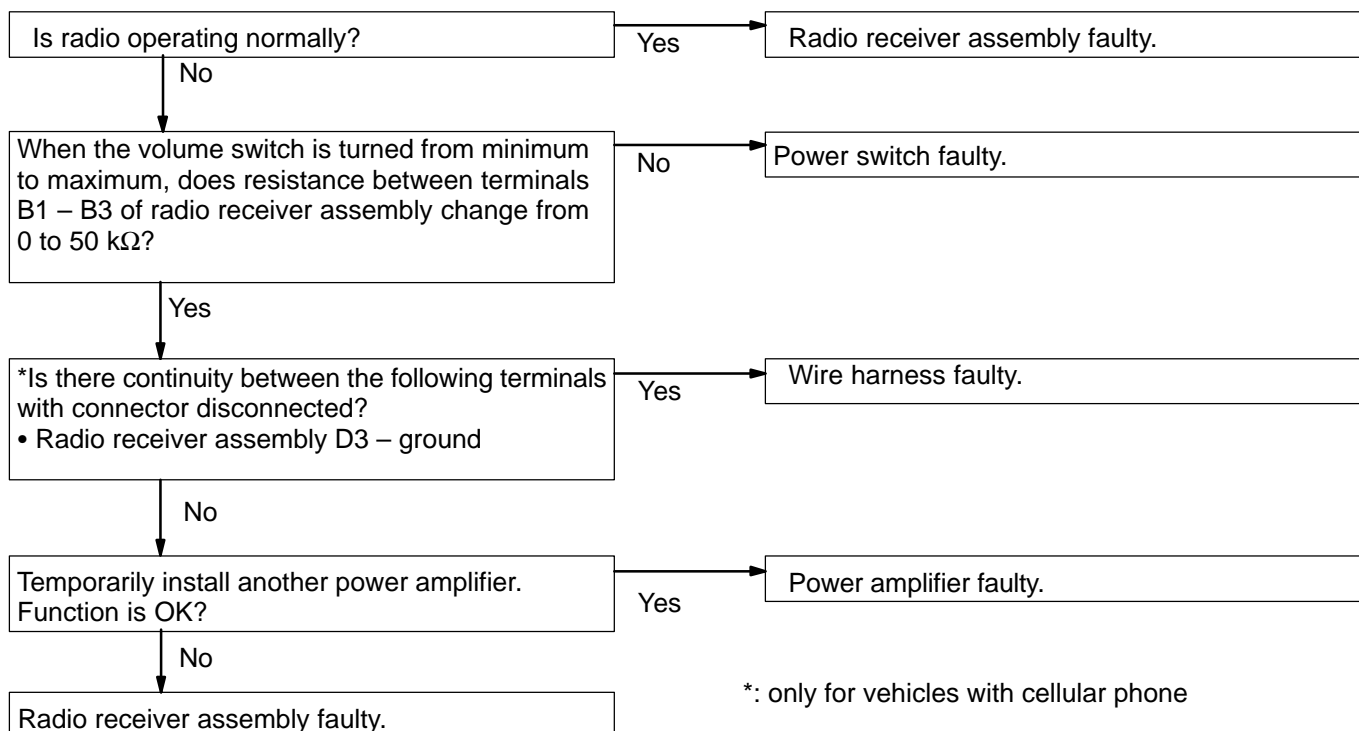 Is radio operating normally?
Yes
Radio receiver assembly faulty.
No
When the volume switch is turned from minimum
to maximum, does resistance between terminals
B1 – B3 of radio receiver assembly change from
0 to 50 kΩ?
No
Power switch faulty.
Yes
*Is there continuity between the following terminals
with connector disconnected?
• Radio receiver assembly D3 – ground
Yes
Wire harness faulty.
No
Temporarily install another power amplifier.
Function is OK?
Yes
Power amplifier faulty.
No
Radio receiver assembly faulty.
*: only for vehicles with cellular phone